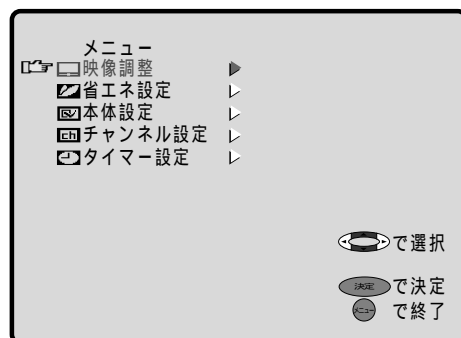 メニュー
映像調整
省エネ設定
本体設定
chチャンネル設定
タイマー設定
で選択
決定で決定
メニューで終了